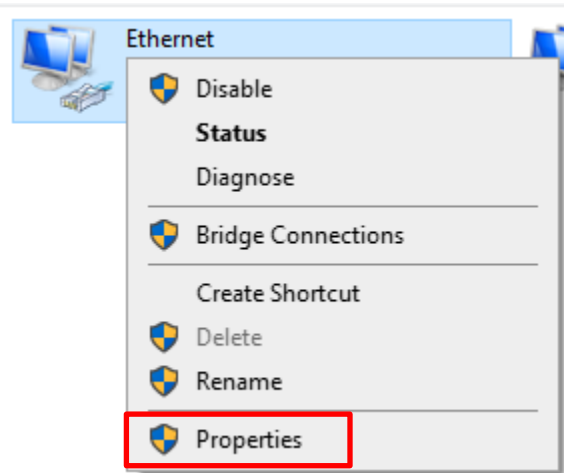 Ethernet
Disable
Status
Diagnose
Bridge Connections
Create Shortcut
Delete
Rename
Properties